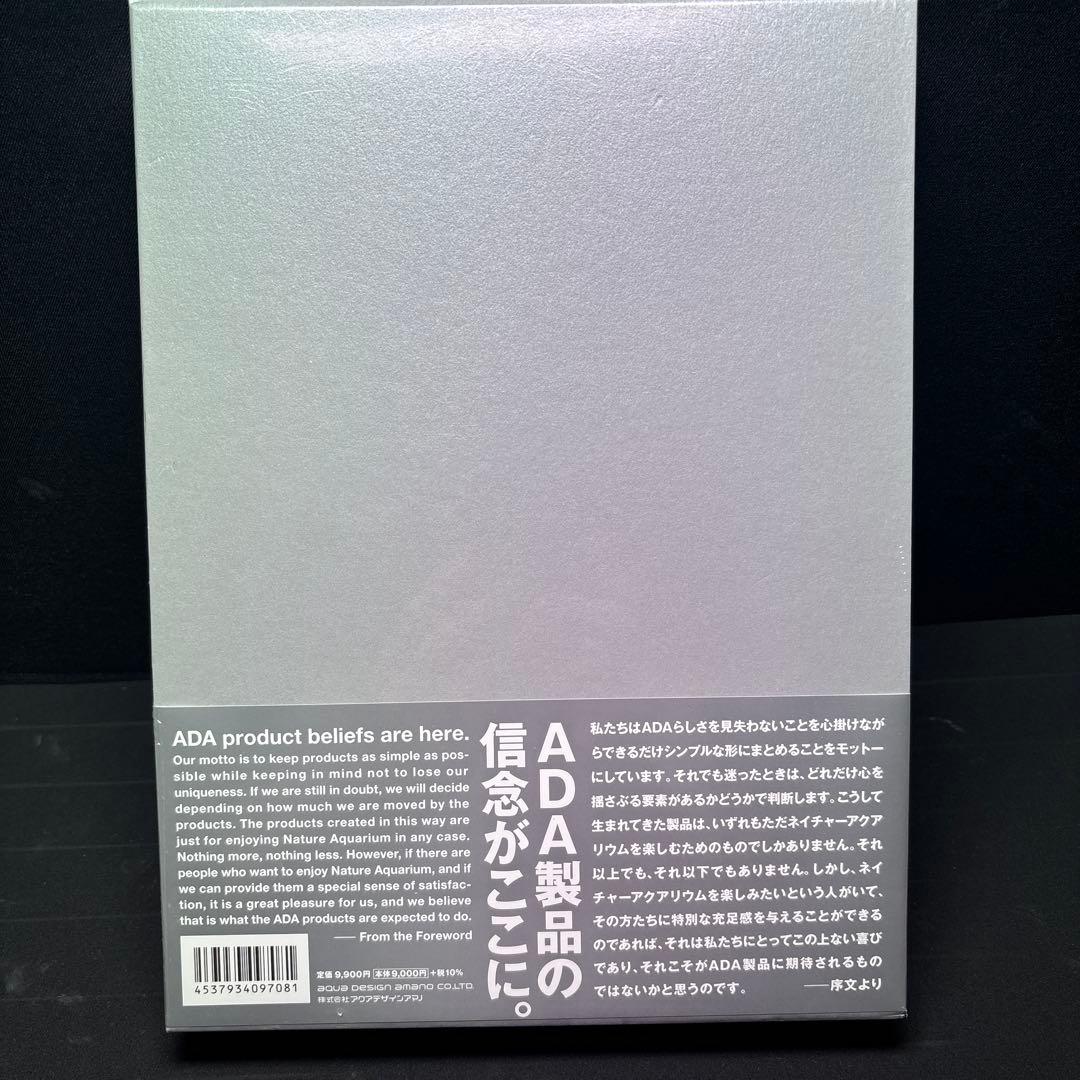 ADA product beliefs are here.
Our motto is to keep products as simple as pos-
sible while keeping in mind not to lose our
uniqueness. If we are still in doubt, we will decide
depending on how much we are moved by the
products. The products created in this way are
just for enjoying Nature Aquarium in any case.
Nothing more, nothing less. However, if there are
people who want to enjoy Nature Aquarium, and if
we can provide them a special sense of satisfac-
tion, it is a great pleasure for us, and we believe
that is what the ADA products are expected to do.
—— From the Foreword
4537934097081
定価 9,900円 本体9,000円 +税10%
AQUA DESIGN AMANO CO.,LTD.
株式会社アクアデザインアマノ
ADA製品の
信念がここに。
私たちはADAらしさを見失わないことを心掛けなが
らできるだけシンプルな形にまとめることをモットー
にしています。それでも迷ったときは、どれだけ心を
揺さぶる要素があるかどうかで判断します。こうして
生まれてきた製品は、いずれもただネイチャーアクア
リウムを楽しむためのものでしかありません。それ
以上でも、それ以下でもありません。しかし、ネイ
チャーアクアリウムを楽しみたいという人がいて、
その方たちに特別な充足感を与えることができる
のであれば、それは私たちにとってこの上ない喜び
であり、それこそがADA製品に期待されるもの
ではないかと思うのです。 ——序文より